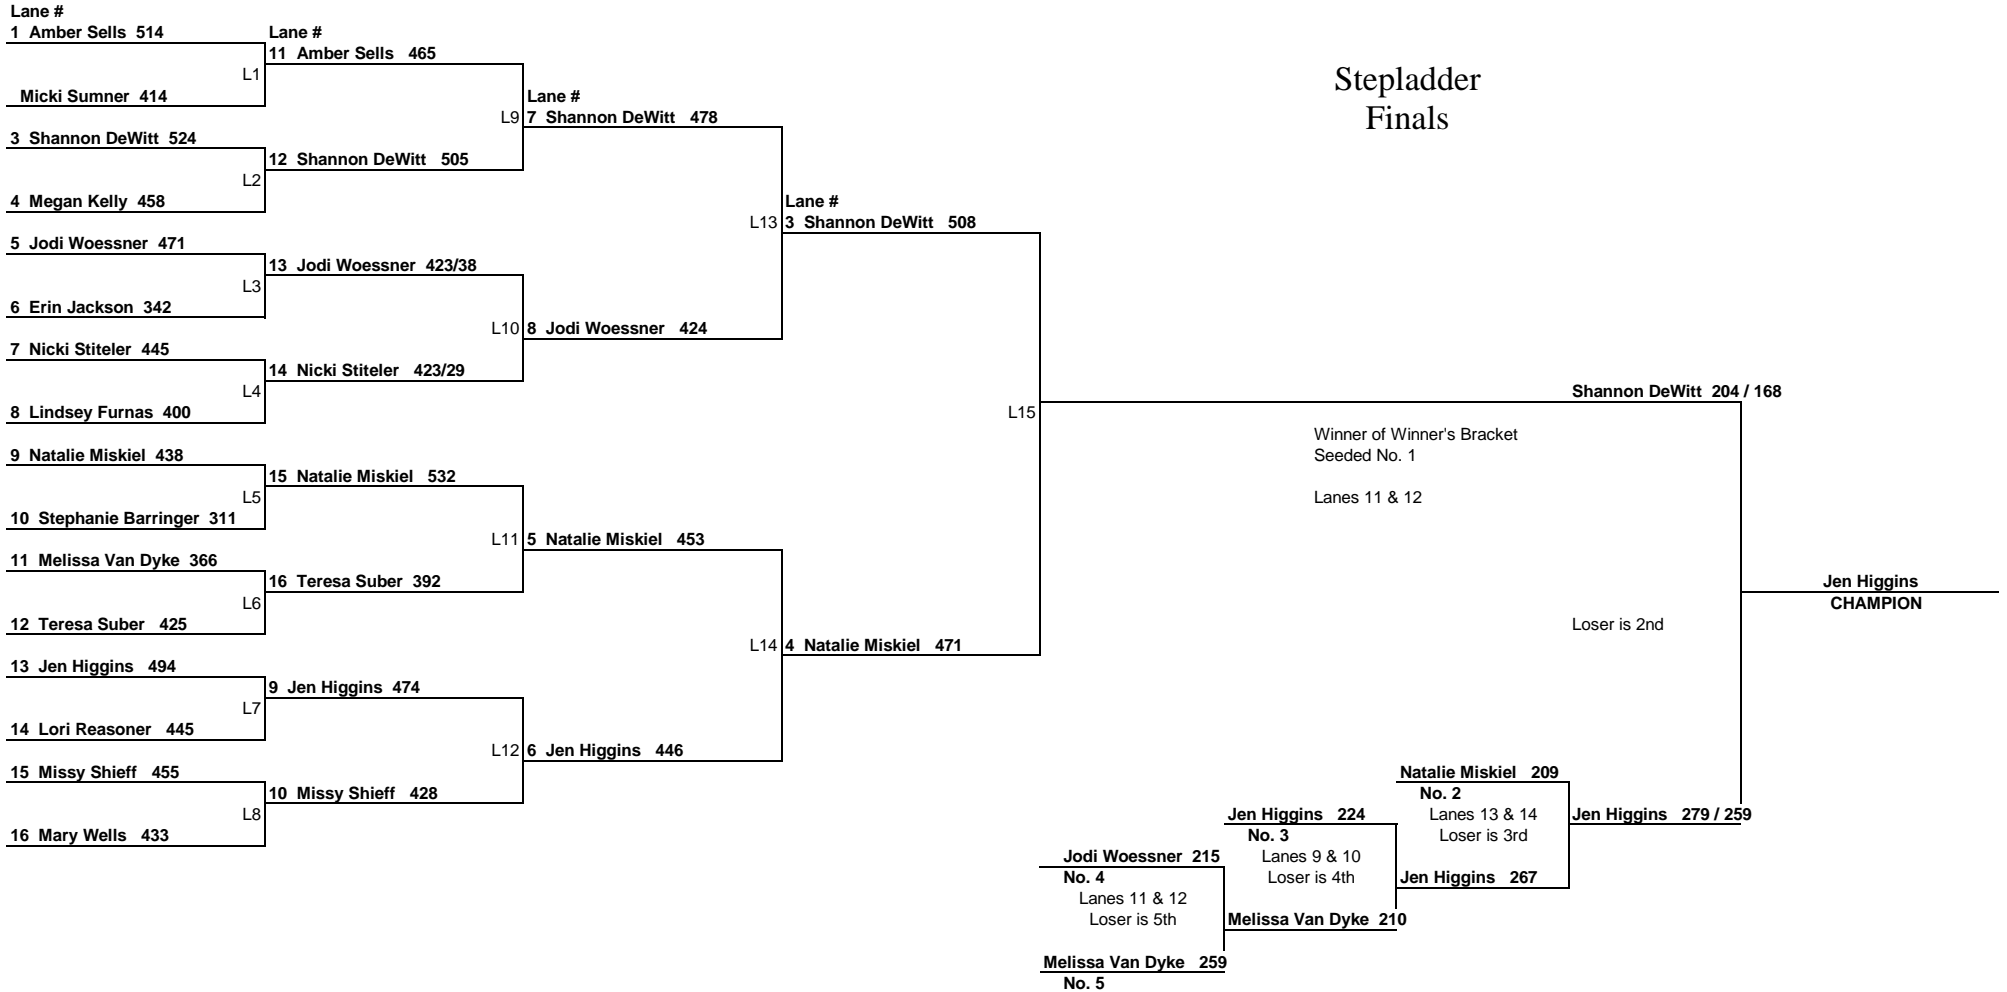 Lane #
1 Amber Sells 514
L1
Micki Sumner 414
3 Shannon DeWitt 524
L2
4 Megan Kelly 458
5 Jodi Woessner 471
L3
6 Erin Jackson 342
7 Nicki Stiteler 445
L4
8 Lindsey Furnas 400
9 Natalie Miskiel 438
L5
10 Stephanie Barringer 311
11 Melissa Van Dyke 366
L6
12 Teresa Suber 425
13 Jen Higgins 494
L7
14 Lori Reasoner 445
15 Missy Shieff 455
L8
16 Mary Wells 433
Lane #
11 Amber Sells 465
L9
12 Shannon DeWitt 505
13 Jodi Woessner 423/38
L10
14 Nicki Stiteler 423/29
15 Natalie Miskiel 532
L11
16 Teresa Suber 392
9 Jen Higgins 474
L12
10 Missy Shieff 428
Lane #
7 Shannon DeWitt 478
L13
8 Jodi Woessner 424
5 Natalie Miskiel 453
L14
6 Jen Higgins 446
Lane #
3 Shannon DeWitt 508
L15
4 Natalie Miskiel 471
Stepladder
Finals
Shannon DeWitt 204 / 168
Winner of Winner's Bracket
Seeded No. 1
Lanes 11 & 12
Loser is 2nd
Jen Higgins
CHAMPION
Natalie Miskiel 209
No. 2
Lanes 13 & 14
Loser is 3rd
Jen Higgins 279 / 259
Jen Higgins 224
No. 3
Lanes 9 & 10
Loser is 4th
Jen Higgins 267
Jodi Woessner 215
No. 4
Lanes 11 & 12
Loser is 5th
Melissa Van Dyke 210
Melissa Van Dyke 259
No. 5